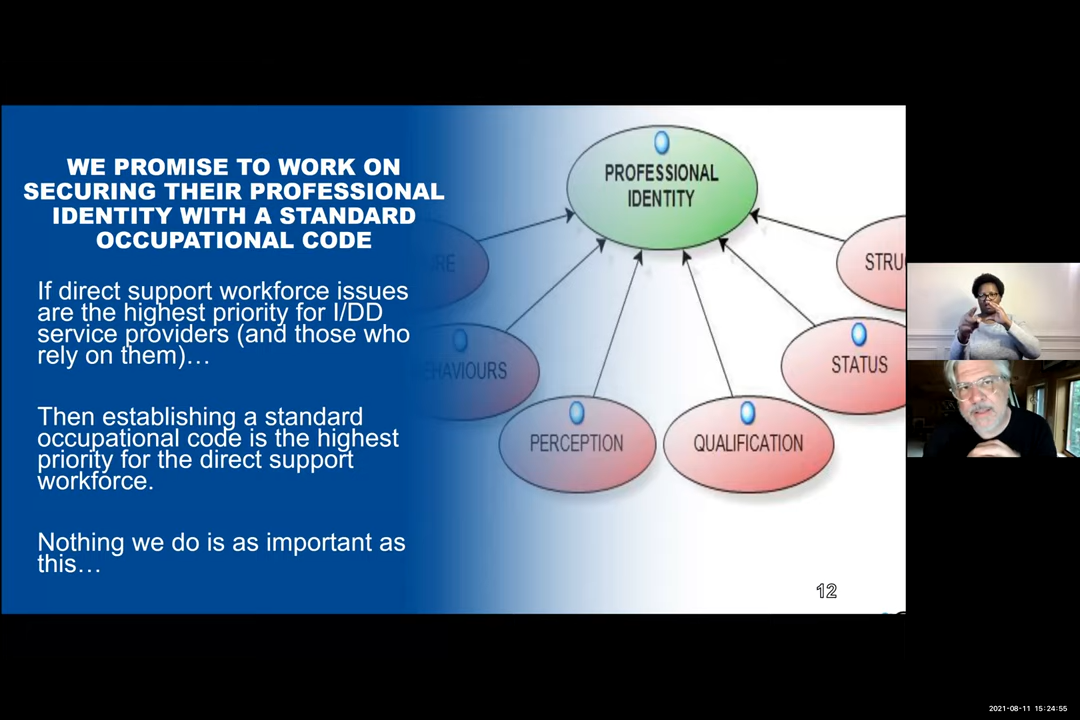 WE PROMISE TO WORK ON
SECURING THEIR PROFESSIONAL
IDENTITY WITH A STANDARD
OCCUPATIONAL CODE
If direct support workforce issues
are the highest priority for I/DD
service providers (and those who
rely on them)…
Then establishing a standard
occupational code is the highest
priority for the direct support
workforce.
Nothing we do is as important as
this…
PROFESSIONAL
IDENTITY
STATUS
PERCEPTION
QUALIFICATION
12
2021-08-11 15:24:55